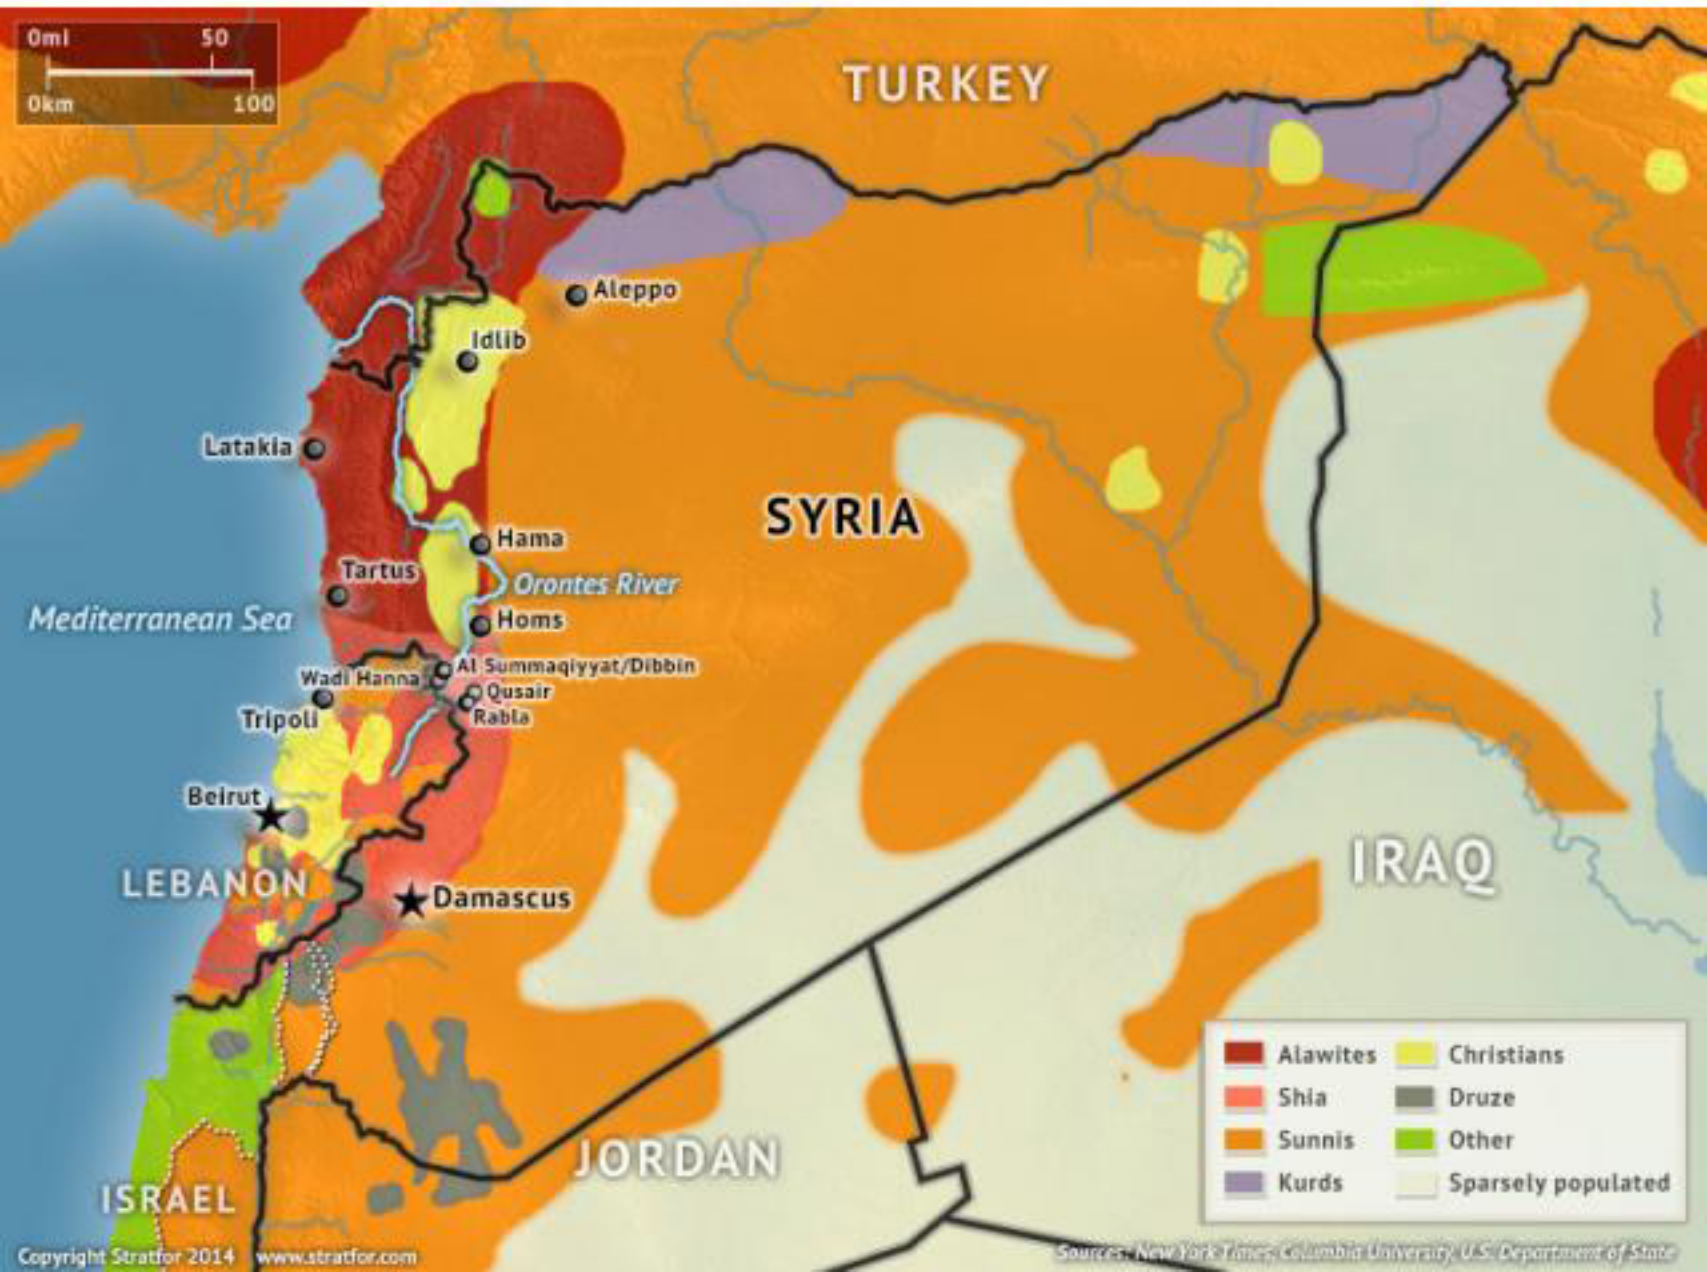 0mi 50
0km 100
TURKEY
Aleppo
Idlib
Latakia
SYRIA
Hama
Tartus
Orontes River
Mediterranean Sea
Homs
Al Summaqiyyat/Dibbin
Wadi Hanna
Qusair
Tripoli
Rabla
Beirut
IRAQ
LEBANON
Damascus
JORDAN
ISRAEL
Alawites Christians
Shia Druze
Sunnis Other
Kurds Sparsely populated
Copyright Stratfor 2014 www.stratfor.com
Sources: New York Times, Columbia University, U.S. Department of State